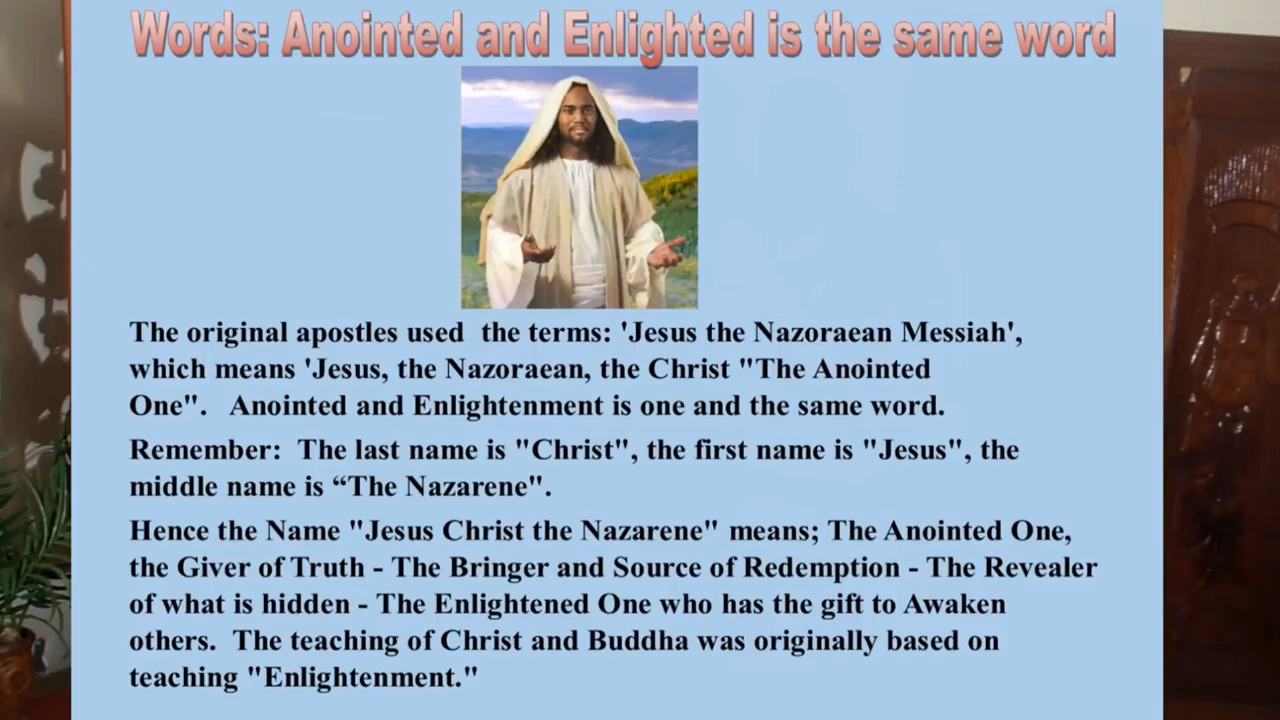 Words: Anointed and Enlighted is the same word
The original apostles used  the terms: 'Jesus the Nazoraean Messiah',
which means 'Jesus, the Nazoraean, the Christ "The Anointed
One".   Anointed and Enlightenment is one and the same word.
Remember:  The last name is "Christ", the first name is "Jesus", the
middle name is “The Nazarene".
Hence the Name "Jesus Christ the Nazarene" means; The Anointed One,
the Giver of Truth - The Bringer and Source of Redemption - The Revealer
of what is hidden - The Enlightened One who has the gift to Awaken
others.  The teaching of Christ and Buddha was originally based on
teaching "Enlightenment."